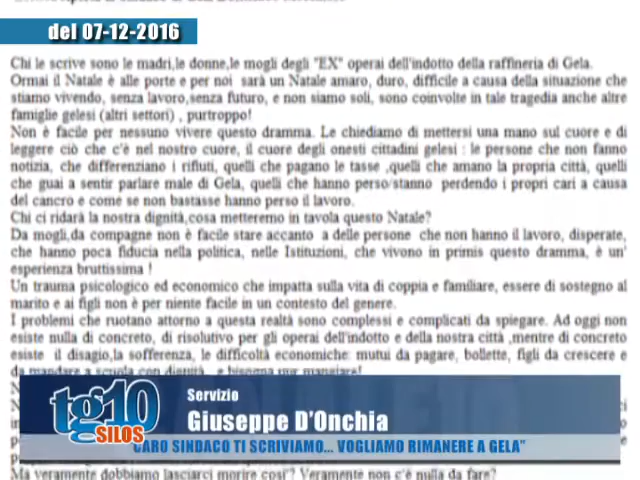 del 07-12-2016
Chi le scrive sono le madri,le donne,le mogli degli "EX" operai dell'indotto della raffineria di Gela.
Ormai il Natale è alle porte e per noi sarà un Natale amaro, duro, difficile a causa della situazione che
stiamo vivendo, senza lavoro,senza futuro, e non siamo soli, sono coinvolte in tale tragedia anche altre
famiglie gelesi (altri settori) , purtroppo!
Non è facile per nessuno vivere questo dramma. Le chiediamo di mettersi una mano sul cuore e di
leggere ciò che c'è nel nostro cuore, il cuore degli onesti cittadini gelesi : le persone che non fanno
notizia, che differenziano i rifiuti, quelli che pagano le tasse ,quelli che amano la propria città, quelli
che guai a sentir parlare male di Gela, quelli che hanno perso/stanno perdendo i propri cari a causa
del cancro e come se non bastasse hanno perso il lavoro.
Chi ci ridarà la nostra dignità,cosa metteremo in tavola questo Natale?
Da mogli,da compagne non è facile stare accanto a delle persone che non hanno il lavoro, disperate,
che hanno poca fiducia nella politica, nelle Istituzioni, che vivono in primis questo dramma, è un'
esperienza bruttissima !
Un trauma psicologico ed economico che impatta sulla vita di coppia e familiare, essere di sostegno al
marito e ai figli non è per niente facile in un contesto del genere.
I problemi che ruotano attorno a questa realtà sono complessi e complicati da spiegare. Ad oggi non
esiste nulla di concreto, di risolutivo per gli operai dell'indotto e della nostra città ,mentre di concreto
esiste il disagio,la sofferenza, le difficoltà economiche: mutui da pagare, bollette, figli da crescere e
da mandare a scuola con dignità e bisogna pur mangiare!
tg10
SILOS
Servizio
Giuseppe D'Onchia
"CARO SINDACO TI SCRIVIAMO... VOGLIAMO RIMANERE A GELA"
Ma veramente dobbiamo lasciarci morire così? Veramente non c'è nulla da fare?